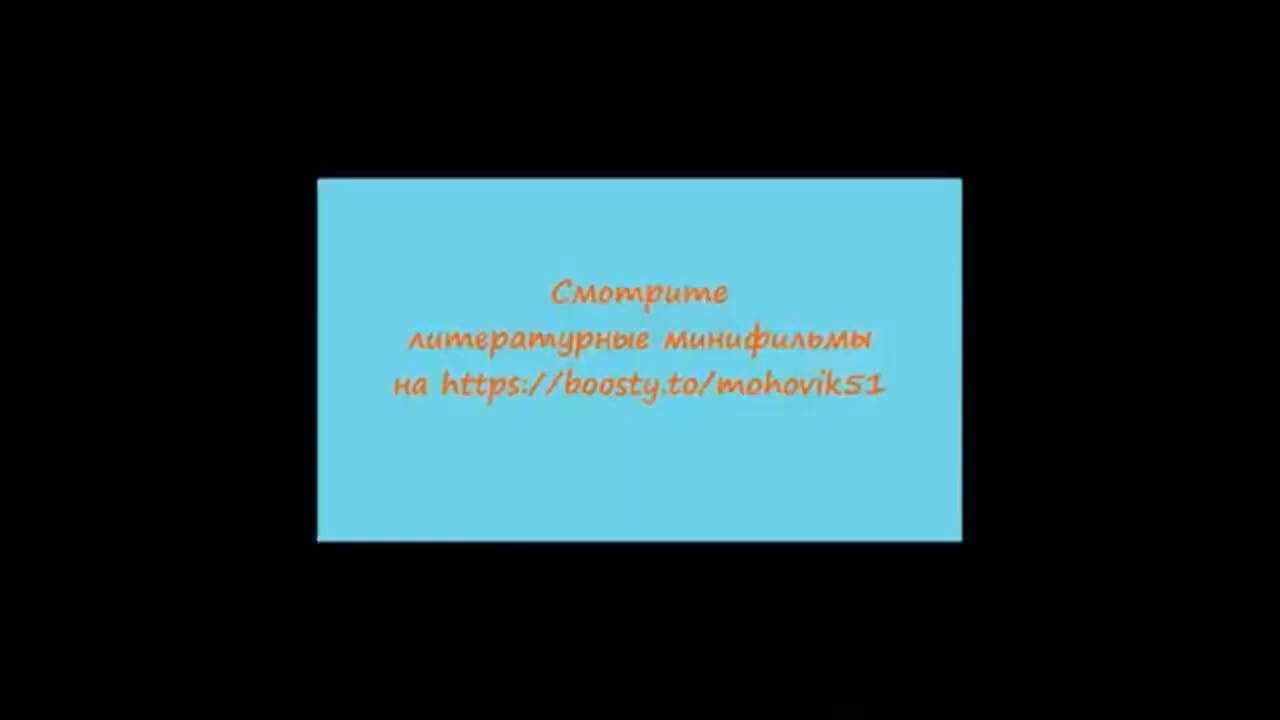 Смотрите
литературные минифильмы
на https://boosty.to/mohovik51